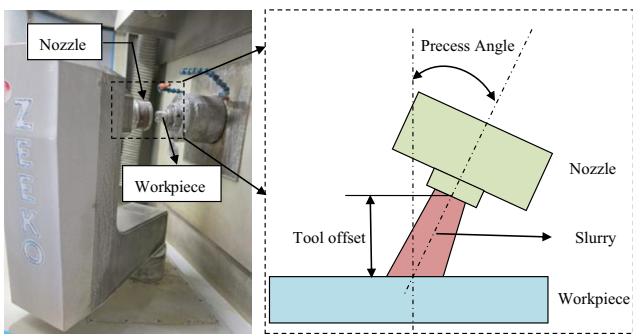 Nozzle
ZEEKO
Workpiece
Precess Angle
Nozzle
Tool offset
Slurry
Workpiece